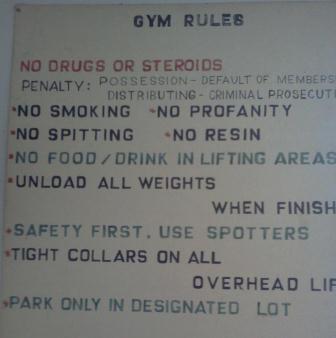 GYM RULES
NO DRUGS OR STEROIDS
PENALTY: POSSESSION - DEFAULT OF MEMBERS
DISTRIBUTING - CRIMINAL PROSECUTI
*NO SMOKING *NO PROFANITY
*NO SPITTING *NO RESIN
*NO FOOD/DRINK IN LIFTING AREAS
*UNLOAD ALL WEIGHTS
WHEN FINISH
*SAFETY FIRST. USE SPOTTERS
*TIGHT COLLARS ON ALL
OVERHEAD LIF
*PARK ONLY IN DESIGNATED LOT